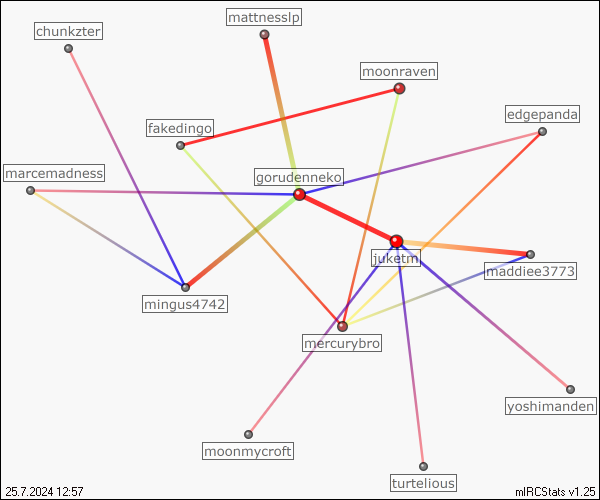 mattnesslp
chunkzter
moonraven
edgepanda
fakedingo
marcemadness
gorudenneko
juketm
maddiee3773
mingus4742
mercurybro
yoshimanden
moonmycroft
turtelious
25.7.2024 12:57
mIRCStats v1.25